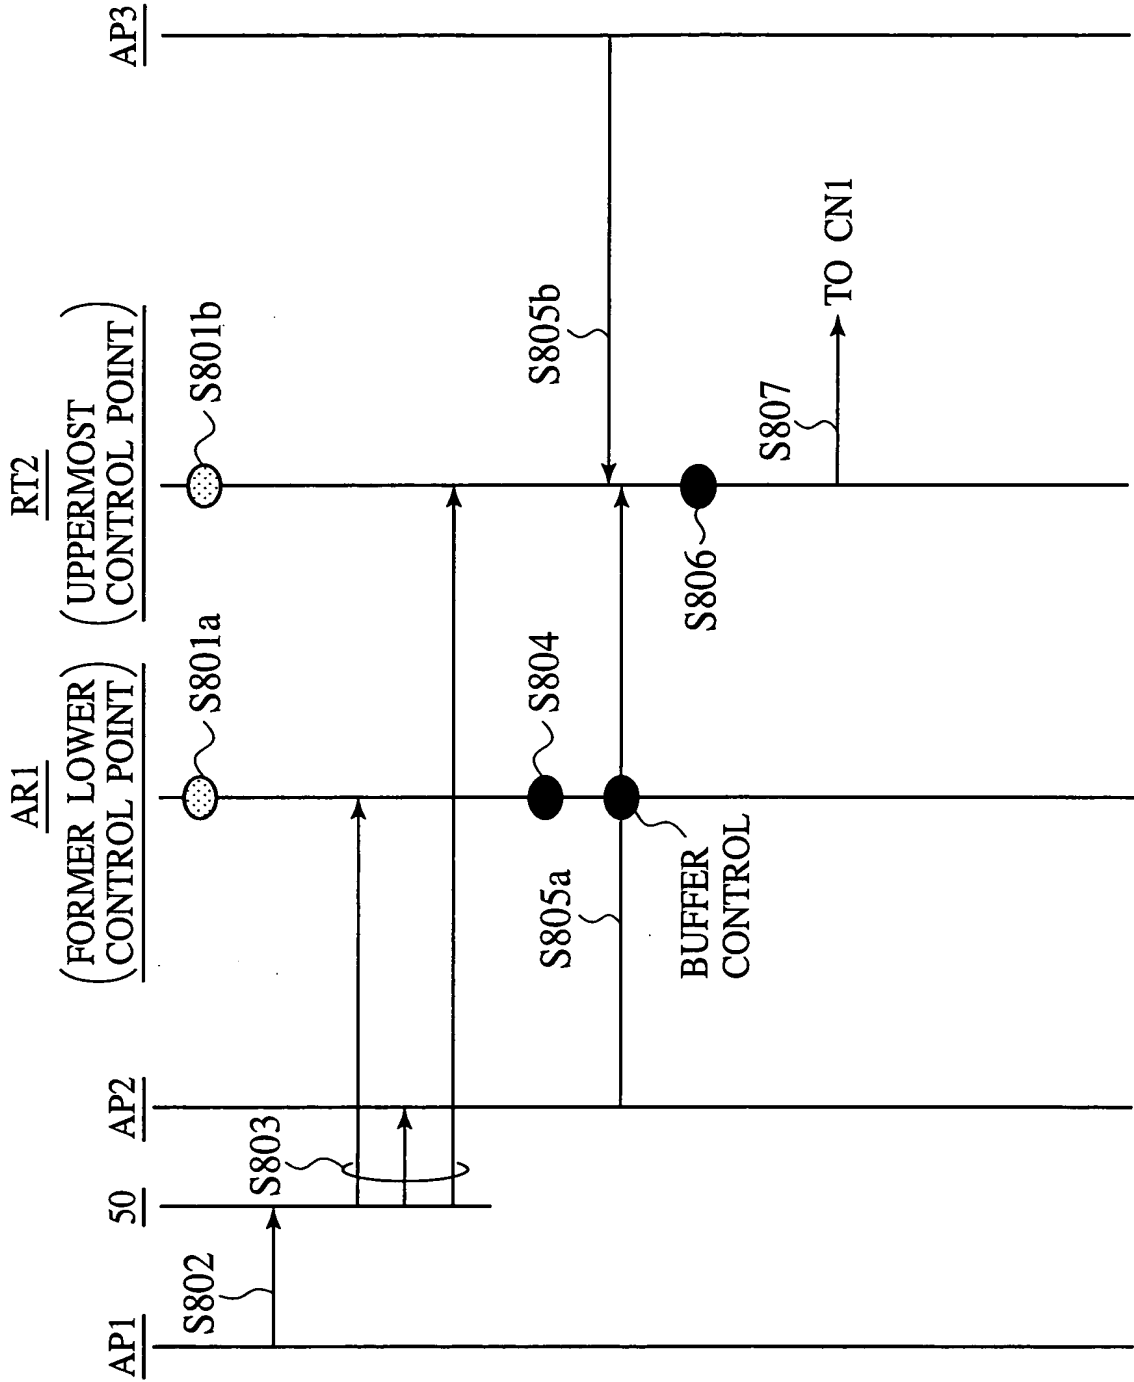 AP1
50
AP2
AR1
(FORMER LOWER
CONTROL POINT)
RT2
(UPPERMOST
CONTROL POINT)
AP3
S801a
S801b
S802
S803
S804
S805a
S805b
BUFFER
CONTROL
S806
S807
TO CN1